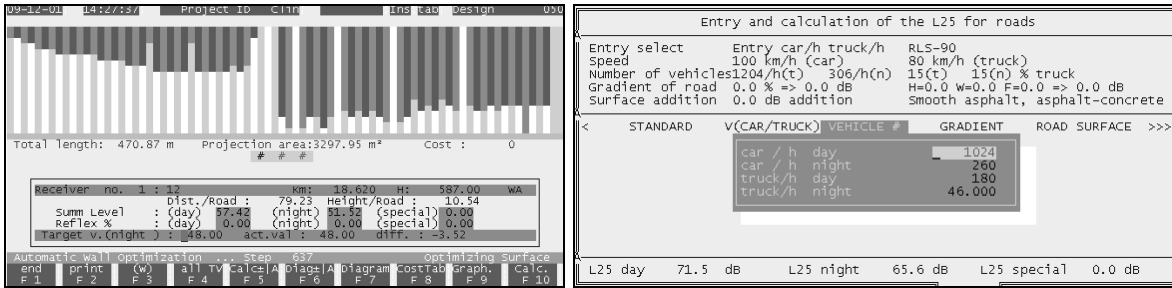 09-12-01 14:27:37 Project ID Clin Ins tab Design 050
Total length: 470.87 m Projection area:3297.95 m² Cost : 0
# # #
Receiver no. 1 : 12 Km: 18.620 H: 587.00 WA
Dist./Road : 79.23 Height/Road : 10.54
Summ Level : (day) 57.42 (night) 51.52 (special) 0.00
Reflex % : (day) 0.00 (night) 0.00 (special) 0.00
Target v.(night ) : 48.00 act.val : 48.00 diff. : -3.52
Automatic Wall Optimization ... Step 637 Optimizing Surface
end print (W) all TV Calc±|A Diag±|A Diagram CostTab Graph. Calc.
F 1 F 2 F 3 F 4 F 5 F 6 F 7 F 8 F 9 F 10
Entry and calculation of the L25 for roads
Entry select Entry car/h truck/h RLS-90
Speed 100 km/h (car) 80 km/h (truck)
Number of vehicles1204/h(t) 306/h(n) 15(t) 15(n) % truck
Gradient of road 0.0 % => 0.0 dB H=0.0 W=0.0 F=0.0 => 0.0 dB
Surface addition 0.0 dB addition Smooth asphalt, asphalt-concrete
< STANDARD V(CAR/TRUCK) VEHICLE # GRADIENT ROAD SURFACE >>>
car / h day 1024
car / h night 260
truck/h day 180
truck/h night 46.000
L25 day 71.5 dB L25 night 65.6 dB L25 special 0.0 dB